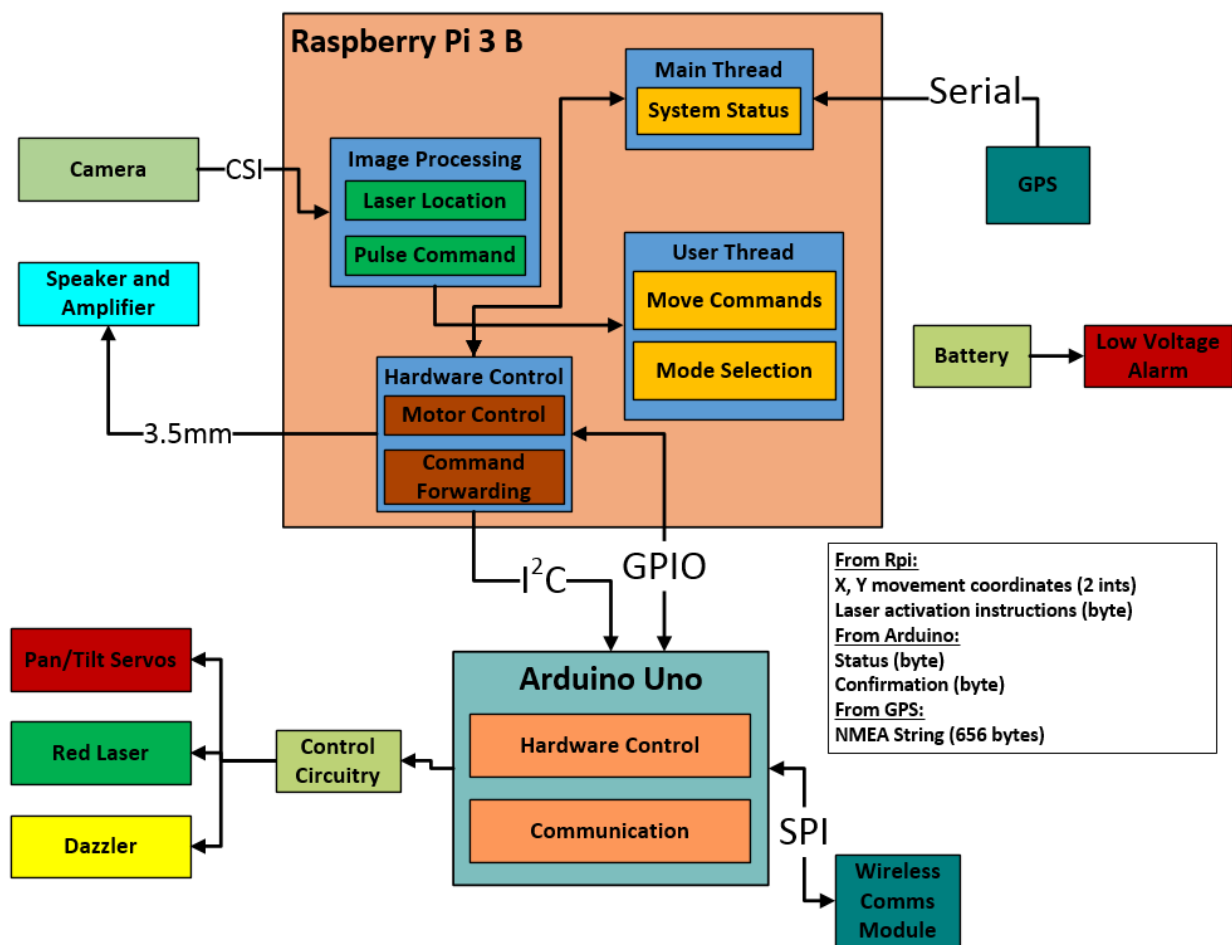 Raspberry Pi 3 B
Main Thread
System Status
Serial
Camera
CSI
Image Processing
Laser Location
Pulse Command
GPS
Speaker and
Amplifier
User Thread
Move Commands
Mode Selection
Battery
Low Voltage
Alarm
Hardware Control
Motor Control
Command
Forwarding
3.5mm
I²C
GPIO
From Rpi:
X, Y movement coordinates (2 ints)
Laser activation instructions (byte)
From Arduino:
Status (byte)
Confirmation (byte)
From GPS:
NMEA String (656 bytes)
Pan/Tilt Servos
Red Laser
Dazzler
Control
Circuitry
Arduino Uno
Hardware Control
Communication
SPI
Wireless
Comms
Module